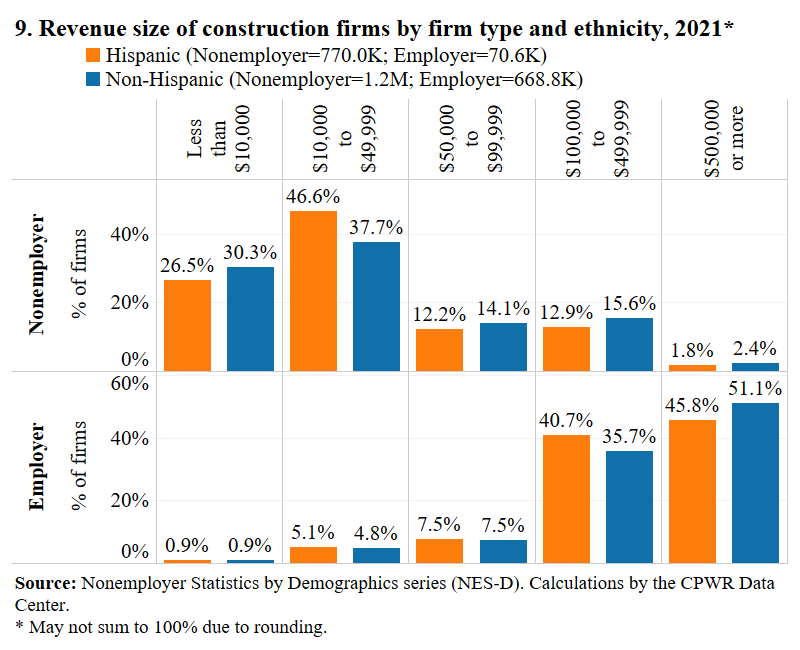 9. Revenue size of construction firms by firm type and ethnicity, 2021*
Hispanic (Nonemployer=770.0K; Employer=70.6K)
Non-Hispanic (Nonemployer=1.2M; Employer=668.8K)
Less
than
$10,000
$10,000
to
$49,999
$50,000
to
$99,999
$100,000
to
$499,999
$500,000
or more
Nonemployer
% of firms
40%
20%
0%
26.5%
30.3%
46.6%
37.7%
12.2%
14.1%
12.9%
15.6%
1.8%
2.4%
Employer
% of firms
60%
40%
20%
0%
0.9%
0.9%
5.1%
4.8%
7.5%
7.5%
40.7%
35.7%
45.8%
51.1%
Source: Nonemployer Statistics by Demographics series (NES-D). Calculations by the CPWR Data
Center.
* May not sum to 100% due to rounding.